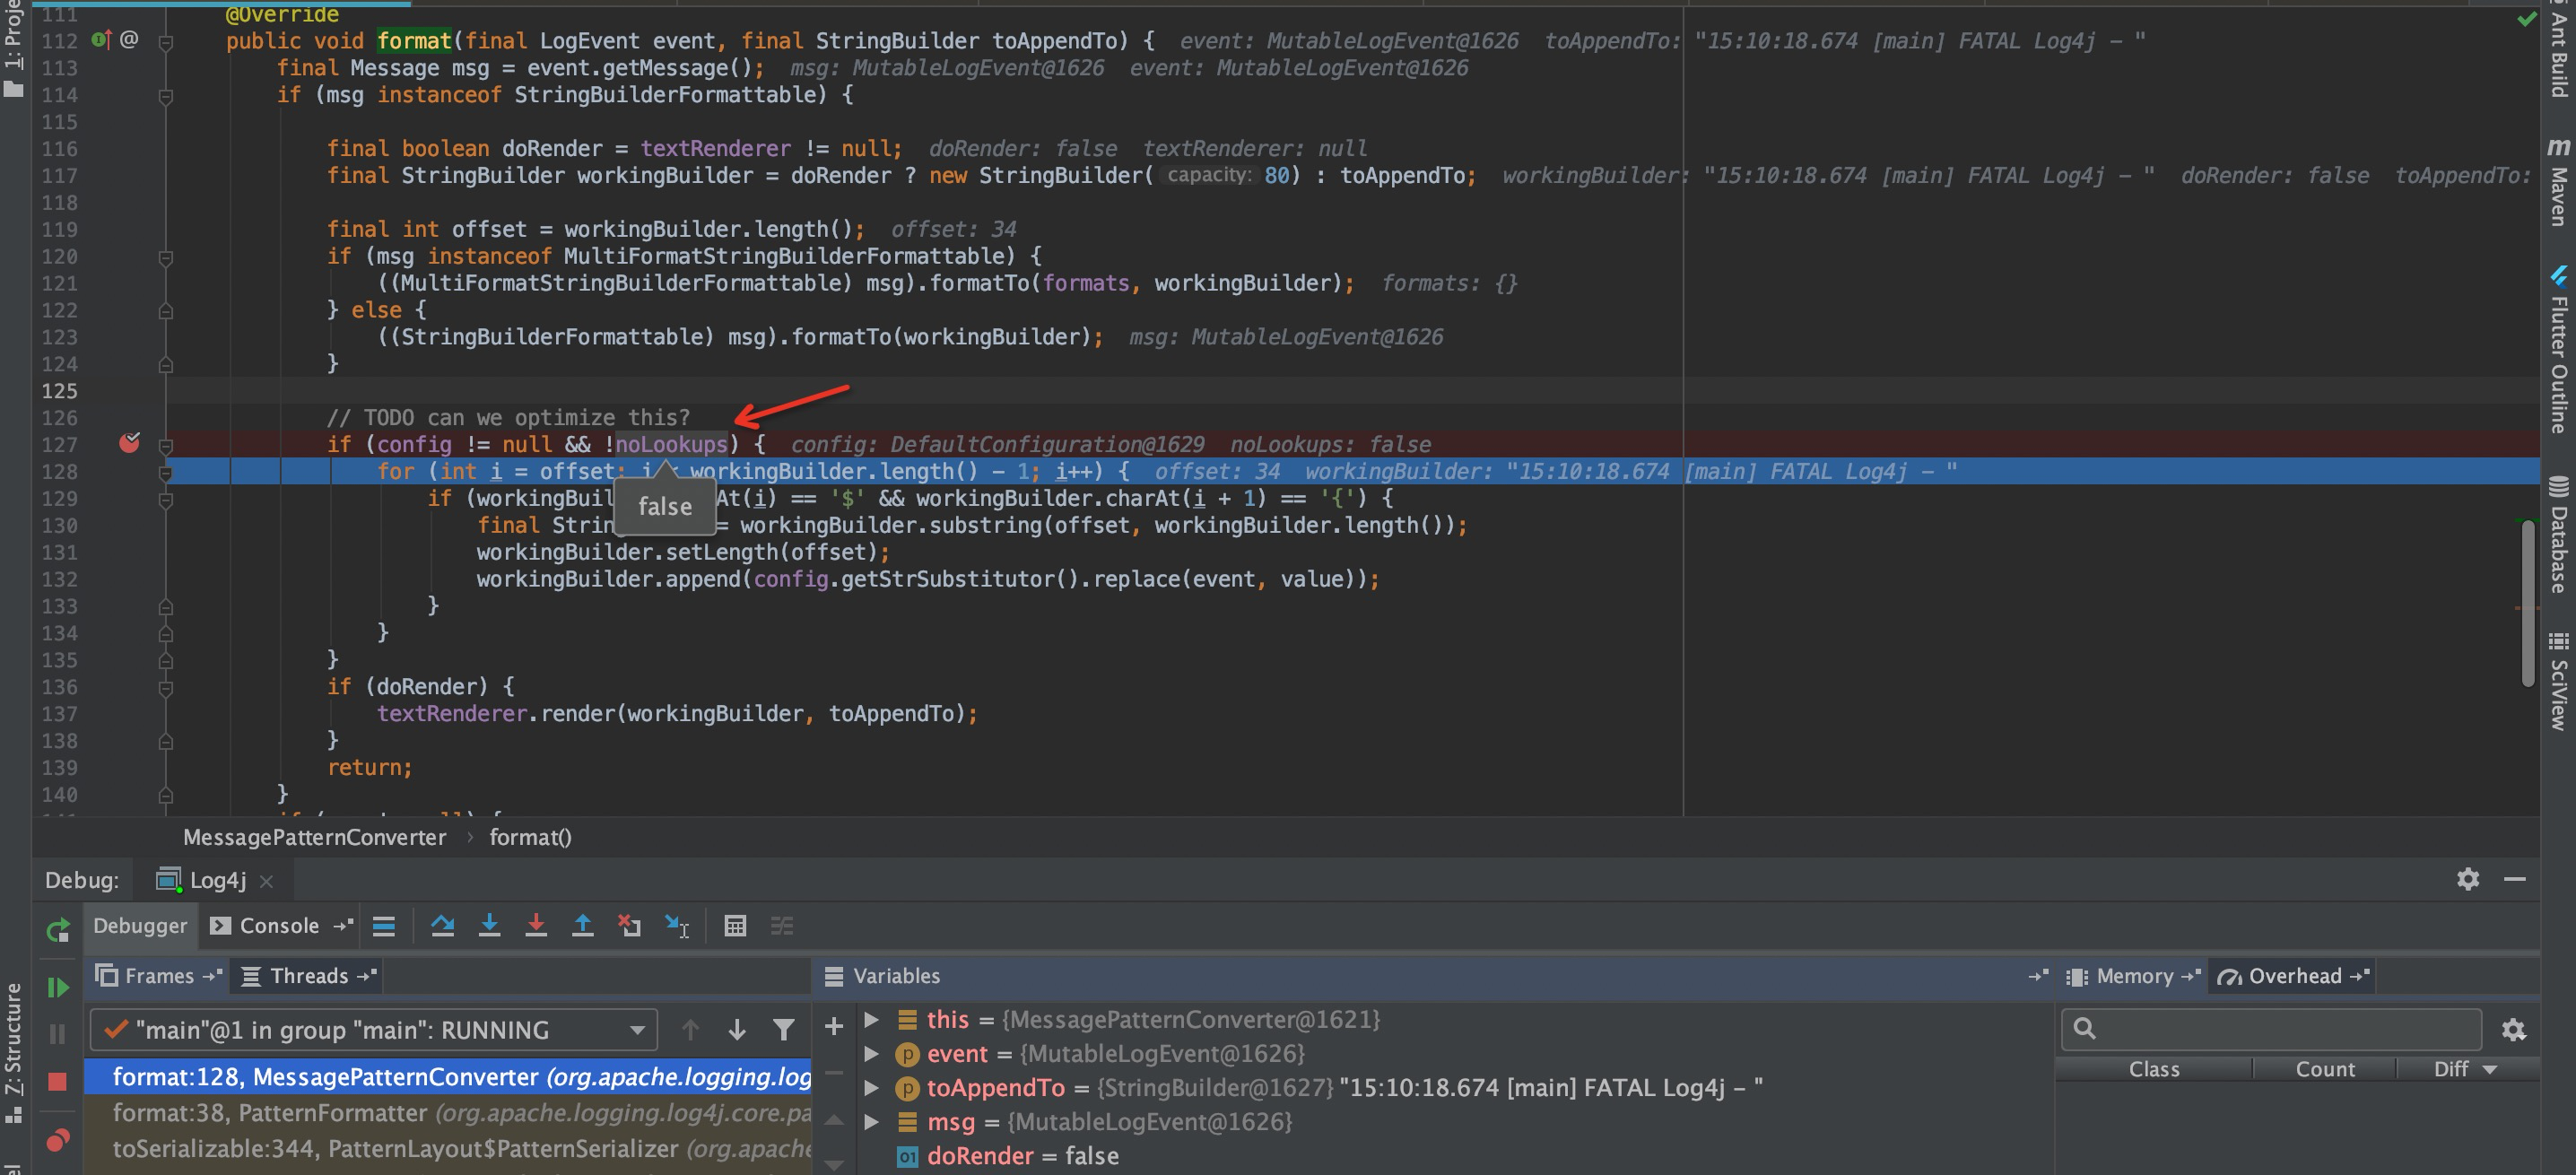 111 @Override
112 @ public void format(final LogEvent event, final StringBuilder toAppendTo) { event: MutableLogEvent@1626 toAppendTo: "15:10:18.674 [main] FATAL Log4j - "
113 final Message msg = event.getMessage(); msg: MutableLogEvent@1626 event: MutableLogEvent@1626
114 if (msg instanceof StringBuilderFormattable) {
115
116 final boolean doRender = textRenderer != null; doRender: false textRenderer: null
117 final StringBuilder workingBuilder = doRender ? new StringBuilder( capacity: 80) : toAppendTo; workingBuilder: "15:10:18.674 [main] FATAL Log4j - " doRender: false toAppendTo:
118
119 final int offset = workingBuilder.length(); offset: 34
120 if (msg instanceof MultiFormatStringBuilderFormattable) {
121 ((MultiFormatStringBuilderFormattable) msg).formatTo(formats, workingBuilder); formats: {}
122 } else {
123 ((StringBuilderFormattable) msg).formatTo(workingBuilder); msg: MutableLogEvent@1626
124 }
125
126 // TODO can we optimize this?
127 if (config != null && !noLookups) { config: DefaultConfiguration@1629 noLookups: false
128 for (int i = offset; workingBuilder.length() - 1; i++) { offset: 34 workingBuilder: "15:10:18.674 [main] FATAL Log4j - "
129 if (workingBuil At(i) == '$' && workingBuilder.charAt(i + 1) == '{') {
false
130 final Strin = workingBuilder.substring(offset, workingBuilder.length());
131 workingBuilder.setLength(offset);
132 workingBuilder.append(config.getStrSubstitutor().replace(event, value));
133 }
134 }
135 }
136 if (doRender) {
137 textRenderer.render(workingBuilder, toAppendTo);
138 }
139 return;
140 }
MessagePatternConverter › format()
Debug: Log4j
Debugger Console
Frames Threads Variables Memory Overhead
"main"@1 in group "main": RUNNING
format:128, MessagePatternConverter (org.apache.logging.log
format:38, PatternFormatter (org.apache.logging.log4j.core.pa
toSerializable:344, PatternLayout$PatternSerializer (org.apache
this = {MessagePatternConverter@1621}
event = {MutableLogEvent@1626}
toAppendTo = {StringBuilder@1627} "15:10:18.674 [main] FATAL Log4j - "
msg = {MutableLogEvent@1626}
doRender = false
Class Count Diff
1: Proje
Z: Structure
Ant Build
Maven
Flutter Outline
Database
SciView